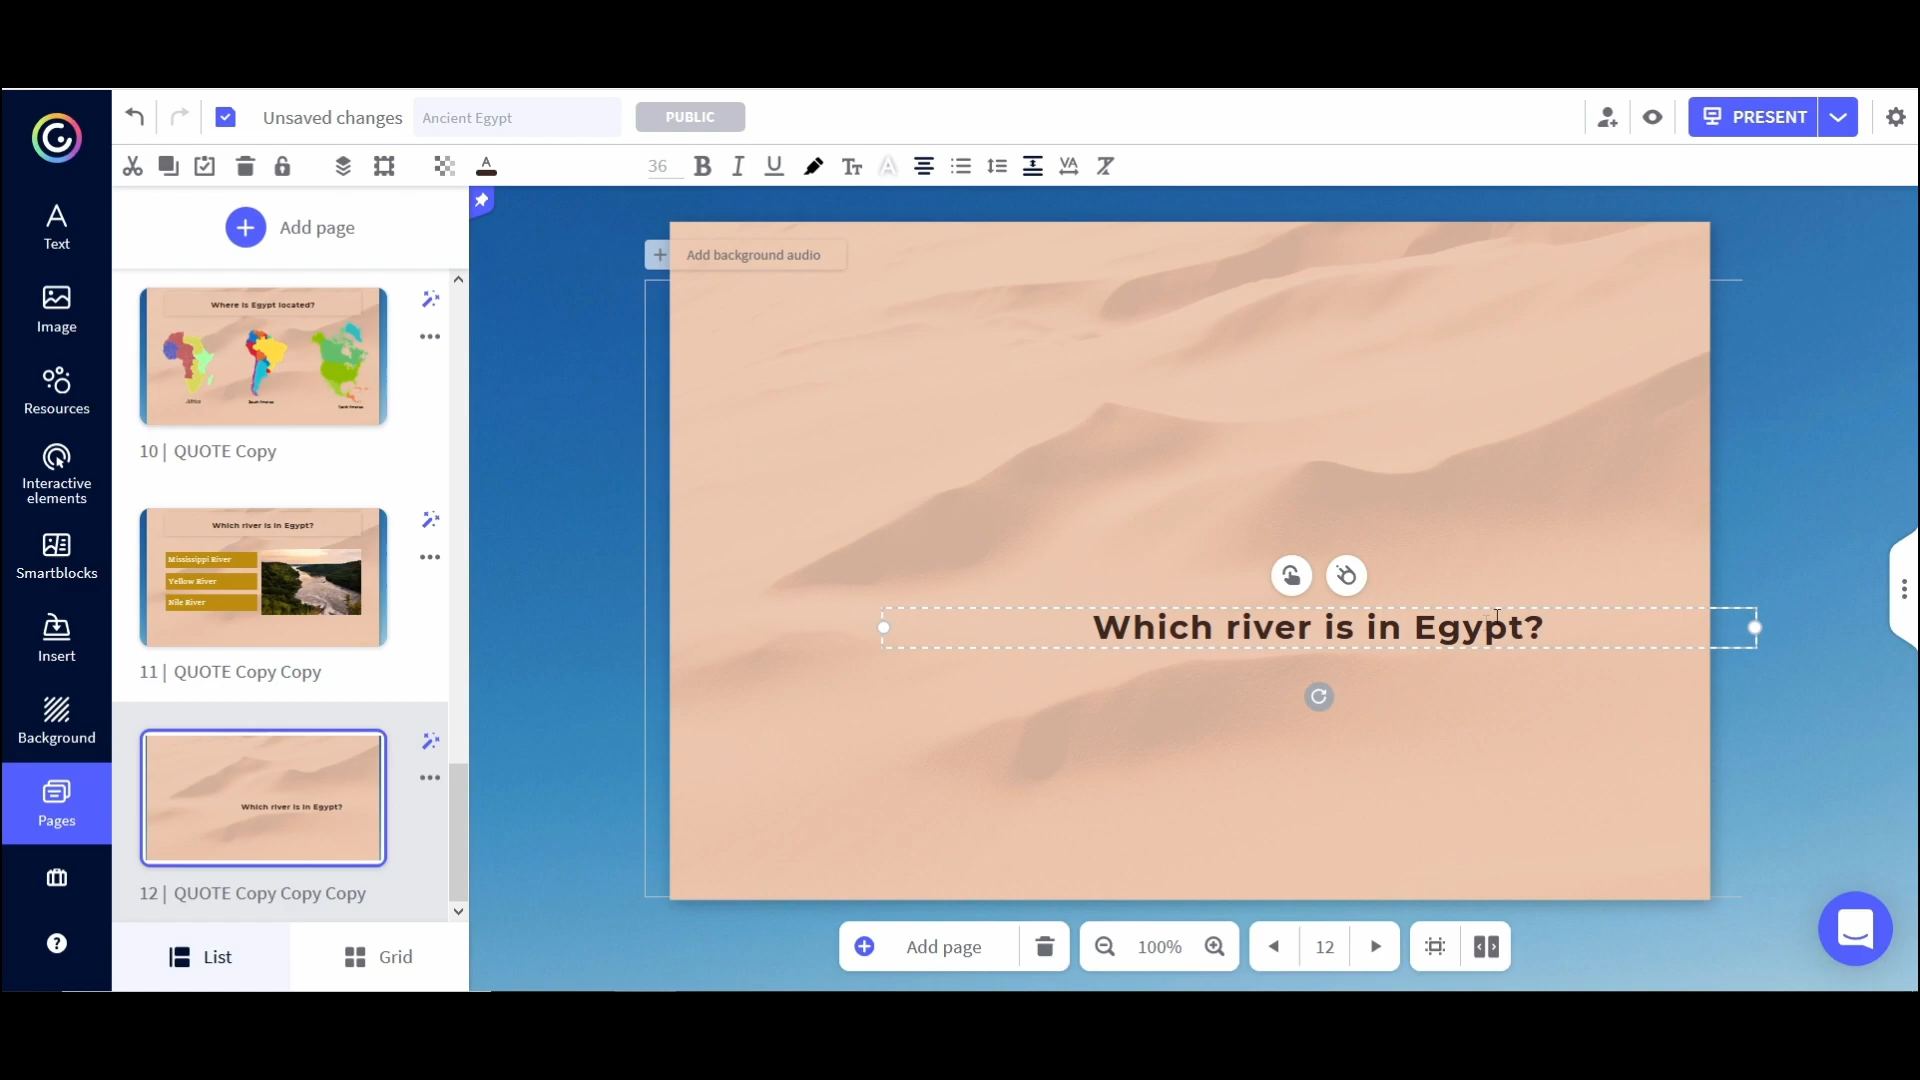 Unsaved changes
Ancient Egypt
PUBLIC
PRESENT
36
Text
Image
Resources
Interactive
elements
Smartblocks
Insert
Background
Pages
Add page
Where is Egypt located?
Africa
South America
10 | QUOTE Copy
Which river is in Egypt?
Mississippi River
Yellow River
Nile River
11 | QUOTE Copy Copy
Which river is in Egypt?
12 | QUOTE Copy Copy Copy
List
Grid
Add background audio
Which river is in Egypt?
Add page
100%
12